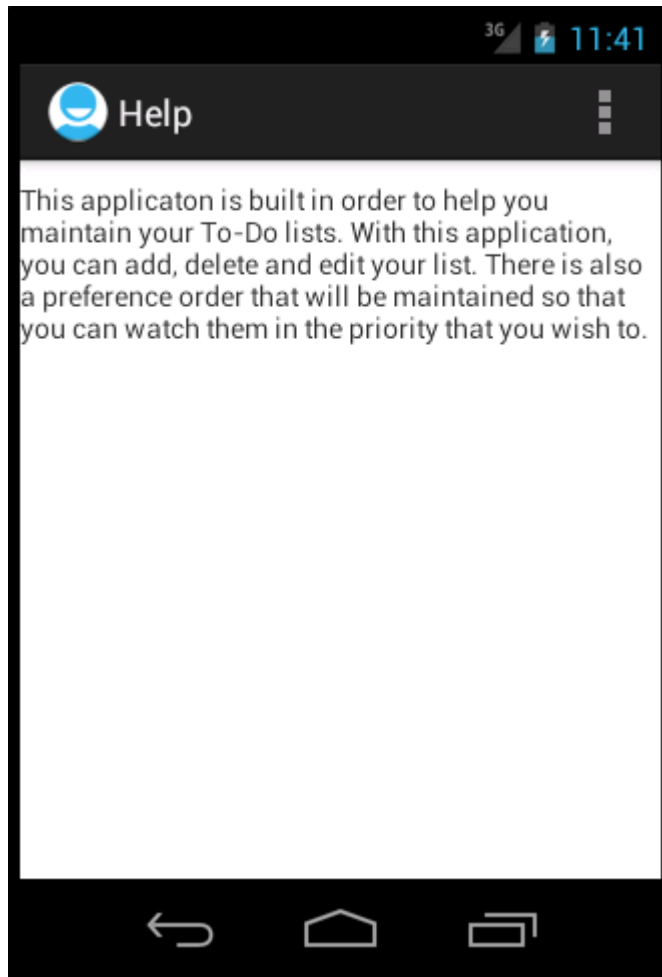 3G 11:41
Help
This applicaton is built in order to help you
maintain your To-Do lists. With this application,
you can add, delete and edit your list. There is also
a preference order that will be maintained so that
you can watch them in the priority that you wish to.